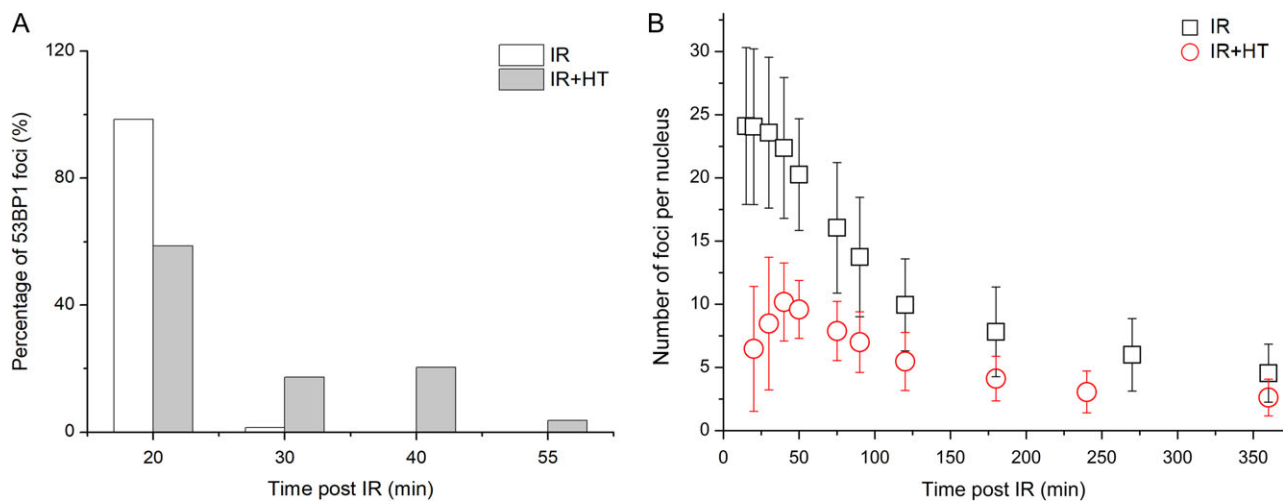 A
120
80
40
0
Percentage of 53BP1 foci (%)
IR
IR+HT
20 30 40 55
Time post IR (min)
B
30
25
20
15
10
5
0
Number of foci per nucleus
IR
IR+HT
0 50 100 150 200 250 300 350
Time post IR (min)